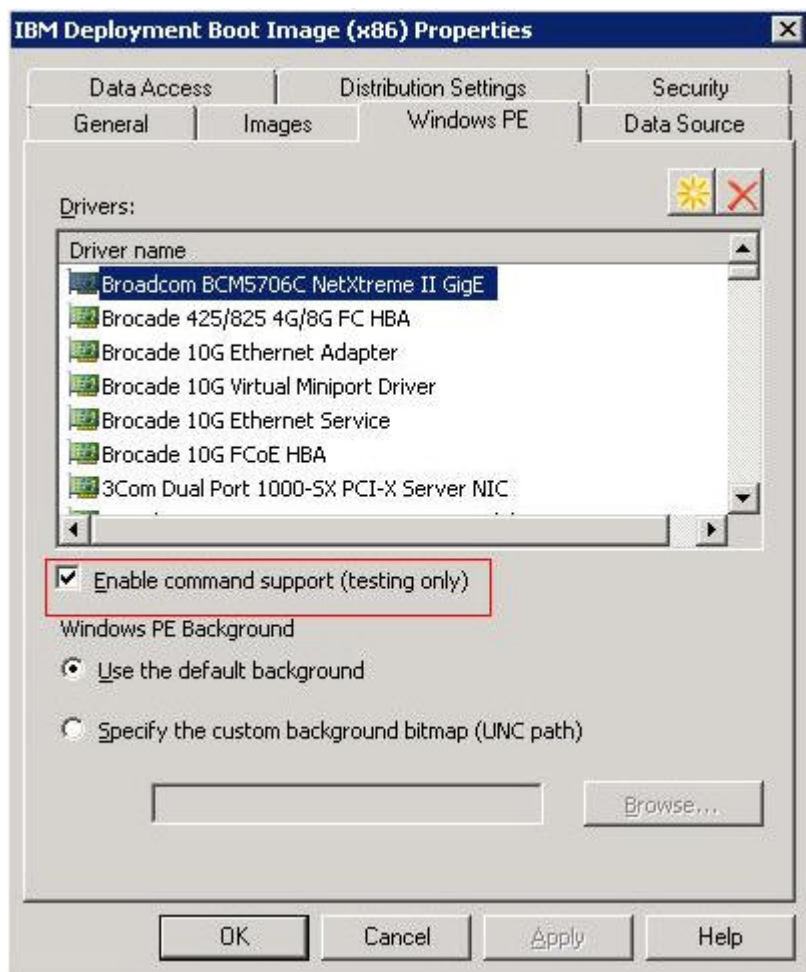 IBM Deployment Boot Image (x86) Properties
Data Access Distribution Settings Security
General Images Windows PE Data Source
Drivers:
Driver name
Broadcom BCM5706C NetXtreme II GigE
Brocade 425/825 4G/8G FC HBA
Brocade 10G Ethernet Adapter
Brocade 10G Virtual Miniport Driver
Brocade 10G Ethernet Service
Brocade 10G FCoE HBA
3Com Dual Port 1000-SX PCI-X Server NIC
Enable command support (testing only)
Windows PE Background
Use the default background
Specify the custom background bitmap (UNC path)
Browse...
OK Cancel Apply Help